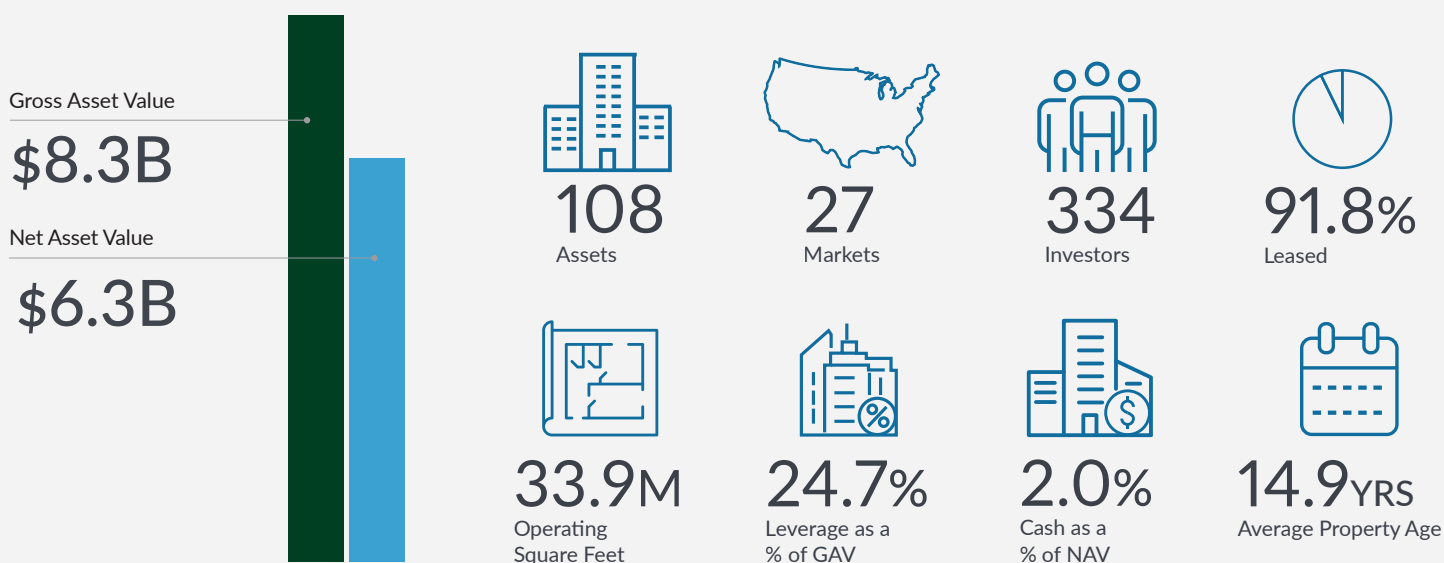 Gross Asset Value
$8.3B
Net Asset Value
$6.3B
108
Assets
27
Markets
334
Investors
91.8%
Leased
33.9M
Operating
Square Feet
%
24.7%
Leverage as a
% of GAV
$
2.0%
Cash as a
% of NAV
14.9YRS
Average Property Age